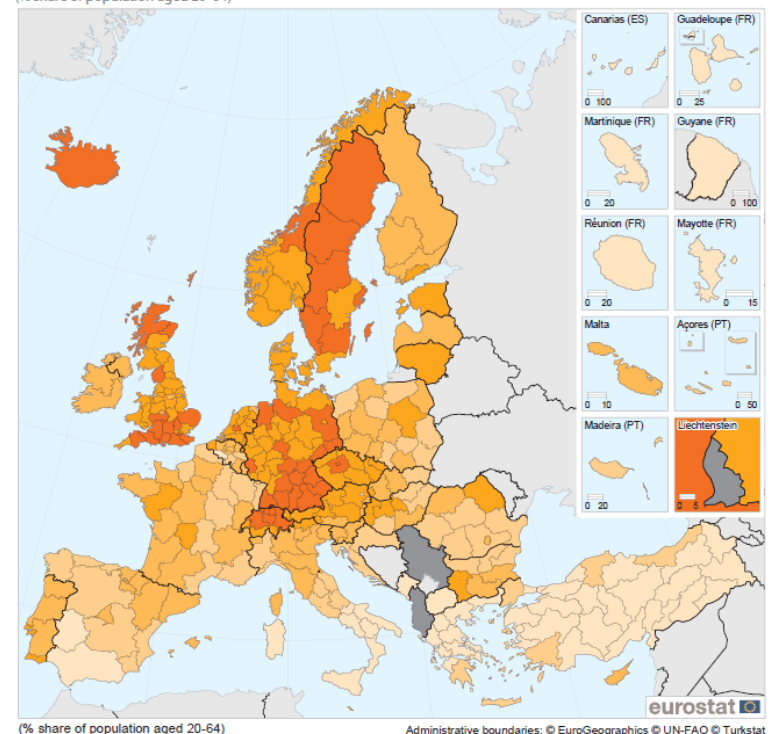 Canarias (ES)
0 100
Guadeloupe (FR)
0 25
Martinique (FR)
0 20
Guyane (FR)
0 100
Réunion (FR)
0 20
Mayotte (FR)
0 15
Malta
0 10
Açores (PT)
0 50
Madeira (PT)
0 20
Liechtenstein
0 5
eurostat
(% share of population aged 20-64)
Administrative boundaries: © EuroGeographics © UN-FAO © Turkstat